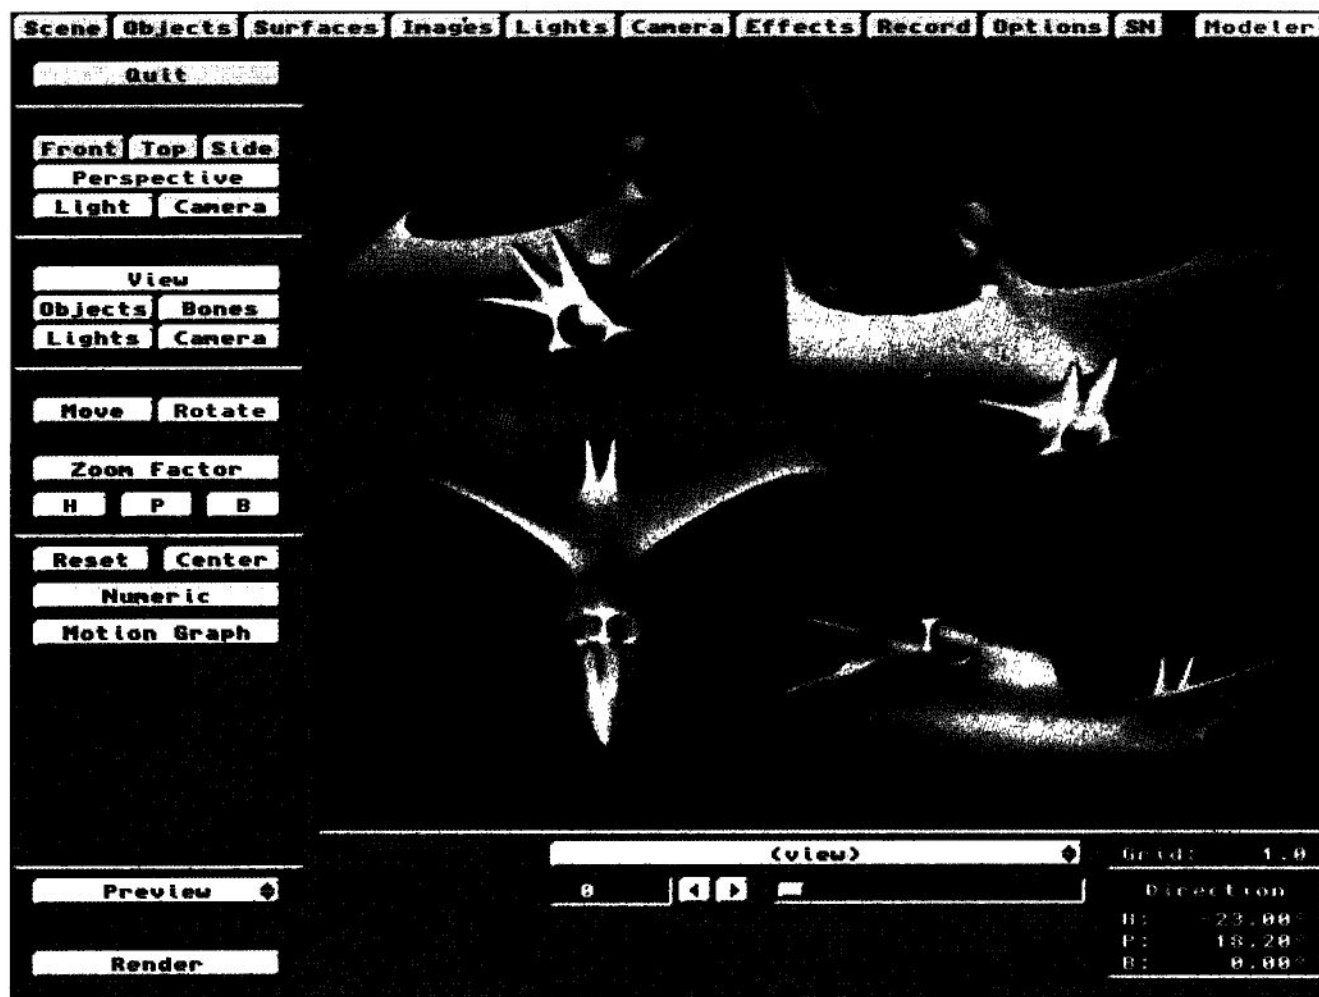 Scene Objects Surfaces Images Lights Camera Effects Record Options SN Modeler
Quit
Front Top Side
Perspective
Light Camera
View
Objects Bones
Lights Camera
Move Rotate
Zoom Factor
H P B
Reset Center
Numeric
Motion Graph
(view)
Grid: 1.0
Preview
0
Direction
H: -23.00°
P: 18.20°
B: 0.00°
Render